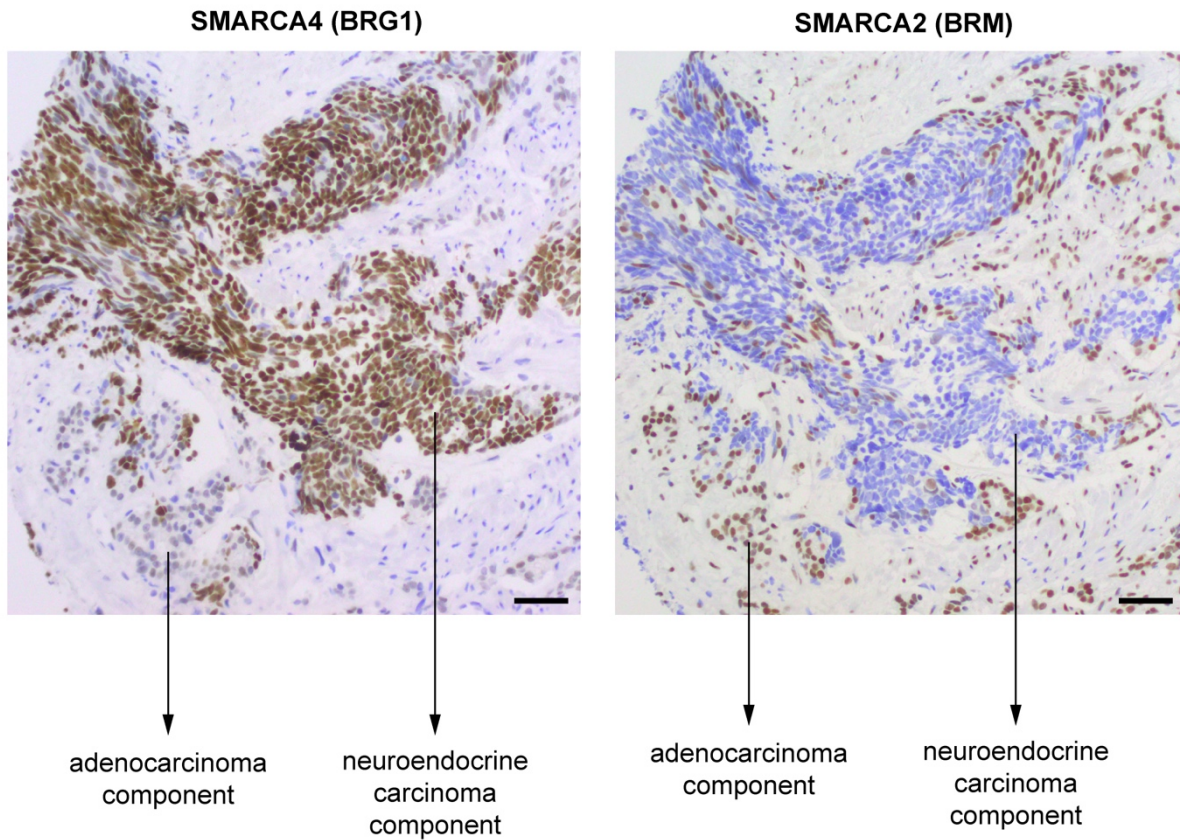 SMARCA4 (BRG1)
SMARCA2 (BRM)
adenocarcinoma
component
neuroendocrine
carcinoma
component
adenocarcinoma
component
neuroendocrine
carcinoma
component